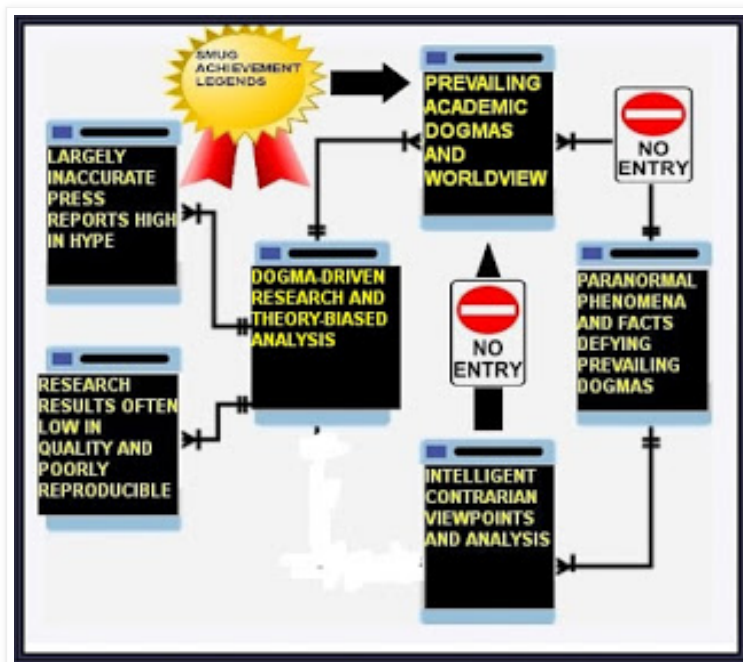 SMUG
ACHIEVEMENT
LEGENDS
PREVAILING
ACADEMIC
DOGMAS
AND
WORLDVIEW
NO
ENTRY
LARGELY
INACCURATE
PRESS
REPORTS HIGH
IN HYPE
DOGMA-DRIVEN
RESEARCH AND
THEORY-BIASED
ANALYSIS
NO
ENTRY
PARANORMAL
PHENOMENA
AND FACTS
DEFYING
PREVAILING
DOGMAS
RESEARCH
RESULTS OFTEN
LOW IN
QUALITY AND
POORLY
REPRODUCIBLE
INTELLIGENT
CONTRARIAN
VIEWPOINTS
AND ANALYSIS